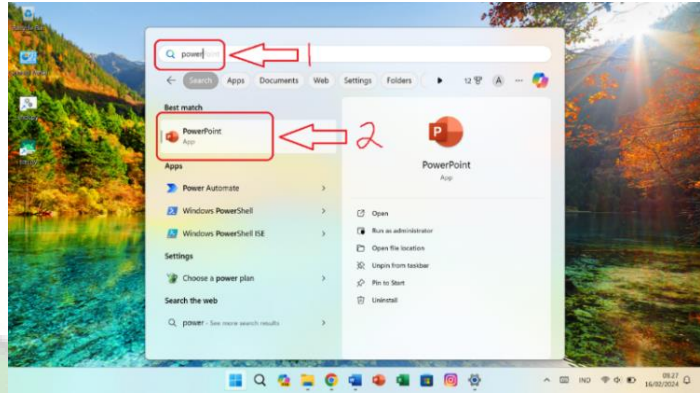 power
1
Search Apps Documents Web Settings Folders 12 A ...
Best match
PowerPoint
App
2
PowerPoint
App
Apps
Power Automate
Windows PowerShell
Windows PowerShell ISE
Settings
Choose a power plan
Search the web
power - See more search results
Open
Run as administrator
Open file location
Unpin from taskbar
Pin to Start
Uninstall
IND
09.27
16/02/2024